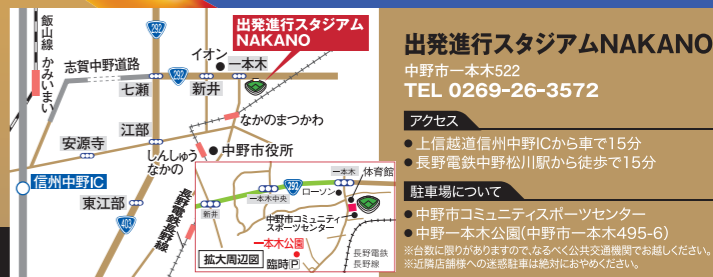 飯山線
かみいまい
志賀中野道路
292
292
出発進行スタジアム
NAKANO
イオン
一本木
七瀬
新井
なかのまつかわ
江部
安源寺
しんしゅう
なかの
中野市役所
信州中野IC
東江部
403
長野電鉄長野線
一本木
体育館
292
ローソン
一本木中央
新井
中野市コミュニティ
スポーツセンター
一本木公園
臨時P
拡大周辺図
長野電鉄
長野線
出発進行スタジアムNAKANO
中野市一本木522
TEL 0269-26-3572
アクセス
●上信越道信州中野ICから車で15分
●長野電鉄中野松川駅から徒歩で15分
駐車場について
●中野市コミュニティスポーツセンター
●中野一本木公園(中野市一本木495-6)
※台数に限りがありますので、なるべく公共交通機関でお越しください。
※近隣店舗様への迷惑駐車は絶対におやめください。